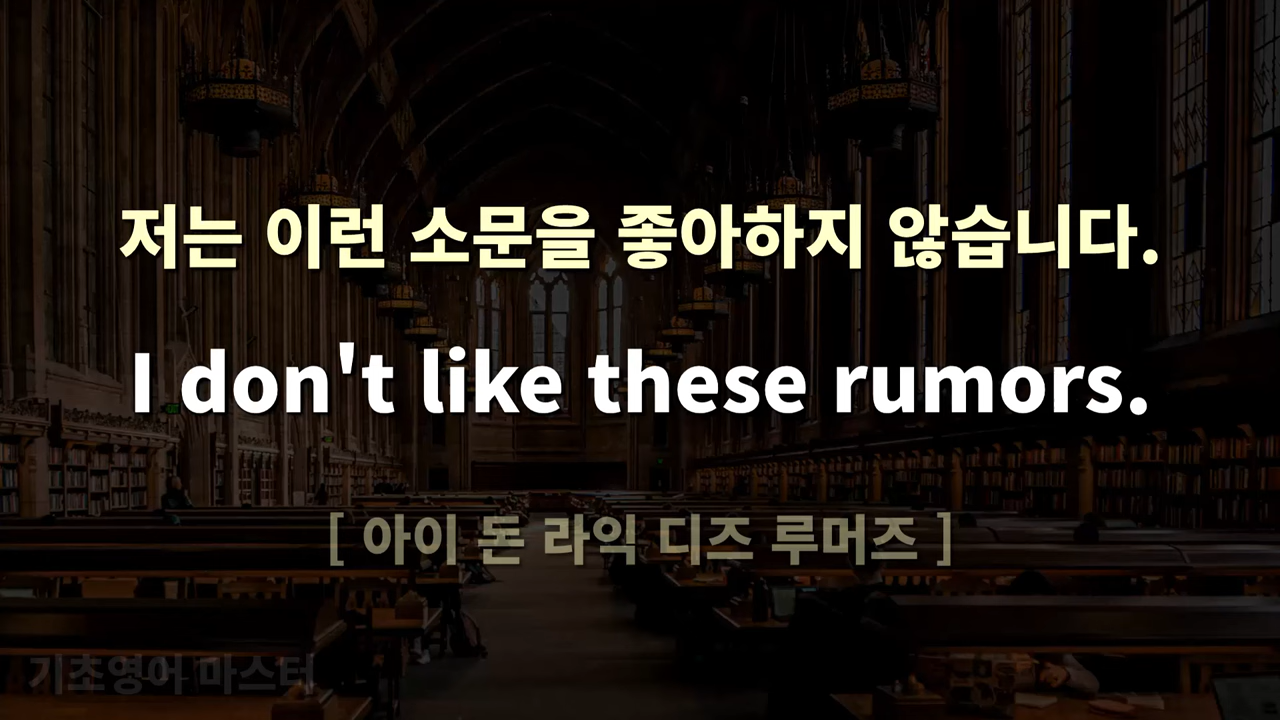 저는 이런 소문을 좋아하지 않습니다.
I don't like these rumors.
[ 아이 돈 라익 디즈 루머즈 ]
기초영어 마스터